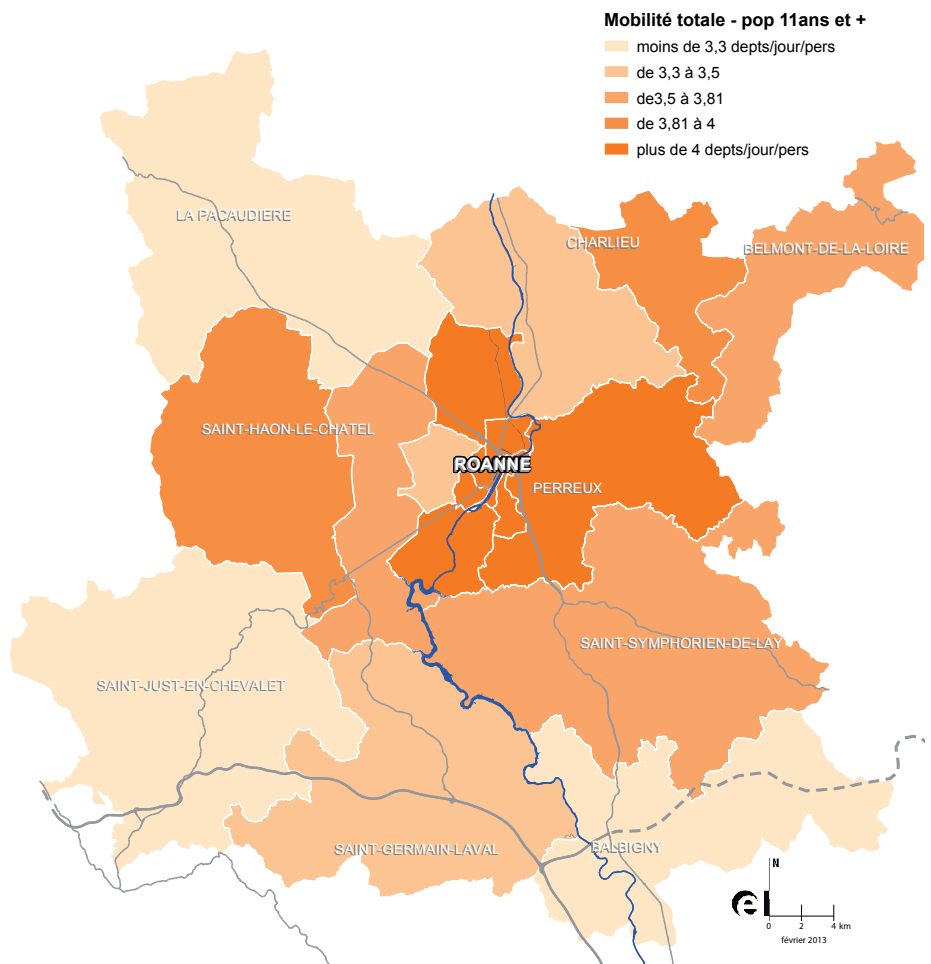 Mobilité totale - pop 11ans et +
moins de 3,3 depts/jour/pers
de 3,3 à 3,5
de3,5 à 3,81
de 3,81 à 4
plus de 4 depts/jour/pers
LA PACAUDIERE
CHARLIEU
BELMONT-DE-LA-LOIRE
SAINT-HAON-LE-CHATEL
ROANNE
PERREUX
SAINT-SYMPHORIEN-DE-LAY
SAINT-JUST-EN-CHEVALET
SAINT-GERMAIN-LAVAL
BALBIGNY
N
e
0 2 4 km
février 2013